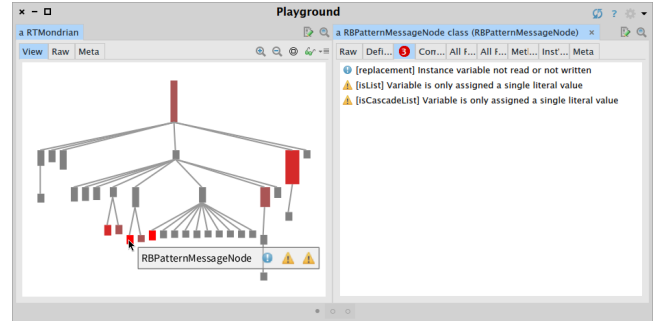 Playground
a RTMondrian
a RBPatternMessageNode class (RBPatternMessageNode) ×
View Raw Meta
Raw Defi... 3 Com... All F... All F... Met... Inst'... Meta
[replacement] Instance variable not read or not written
[isList] Variable is only assigned a single literal value
[isCascadeList] Variable is only assigned a single literal value
RBPatternMessageNode